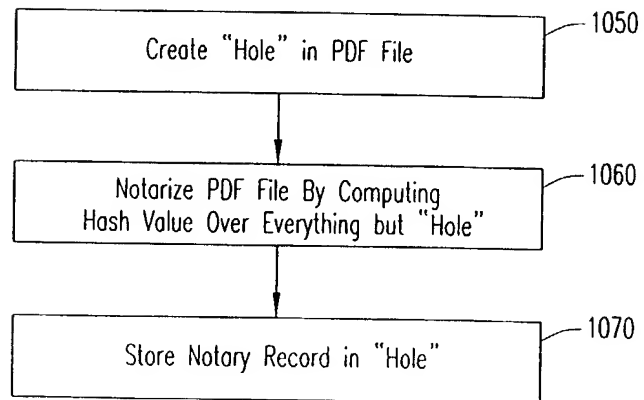 Create "Hole" in PDF File
1050
Notarize PDF File By Computing
Hash Value Over Everything but "Hole"
1060
Store Notary Record in "Hole"
1070